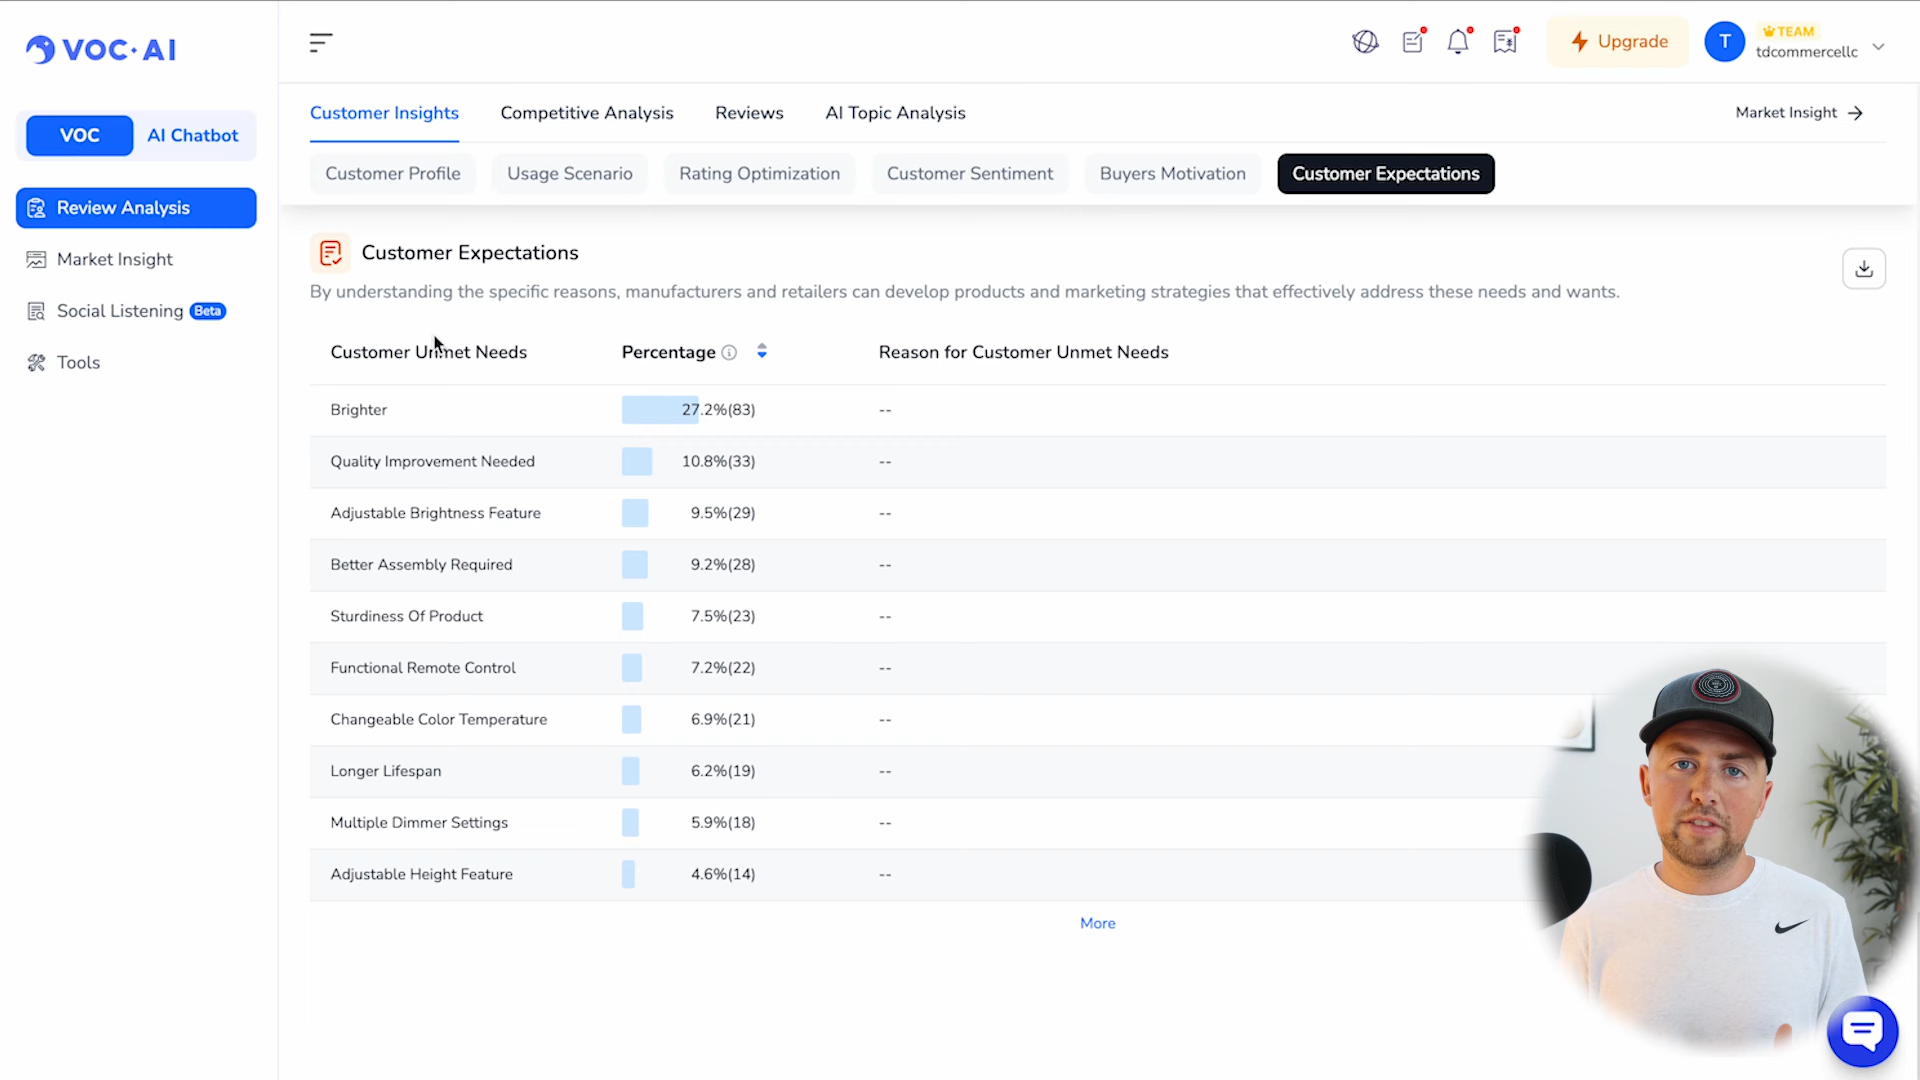 VOC·AI
Upgrade
T
TEAM
tdcommercellc
VOC
AI Chatbot
Customer Insights
Competitive Analysis
Reviews
AI Topic Analysis
Market Insight
Customer Profile
Usage Scenario
Rating Optimization
Customer Sentiment
Buyers Motivation
Customer Expectations
Review Analysis
Market Insight
Social Listening Beta
Tools
Customer Expectations
By understanding the specific reasons, manufacturers and retailers can develop products and marketing strategies that effectively address these needs and wants.
Customer Unmet Needs Percentage Reason for Customer Unmet Needs
Brighter 27.2%(83) --
Quality Improvement Needed 10.8%(33) --
Adjustable Brightness Feature 9.5%(29) --
Better Assembly Required 9.2%(28) --
Sturdiness Of Product 7.5%(23) --
Functional Remote Control 7.2%(22) --
Changeable Color Temperature 6.9%(21) --
Longer Lifespan 6.2%(19) --
Multiple Dimmer Settings 5.9%(18) --
Adjustable Height Feature 4.6%(14) --
More